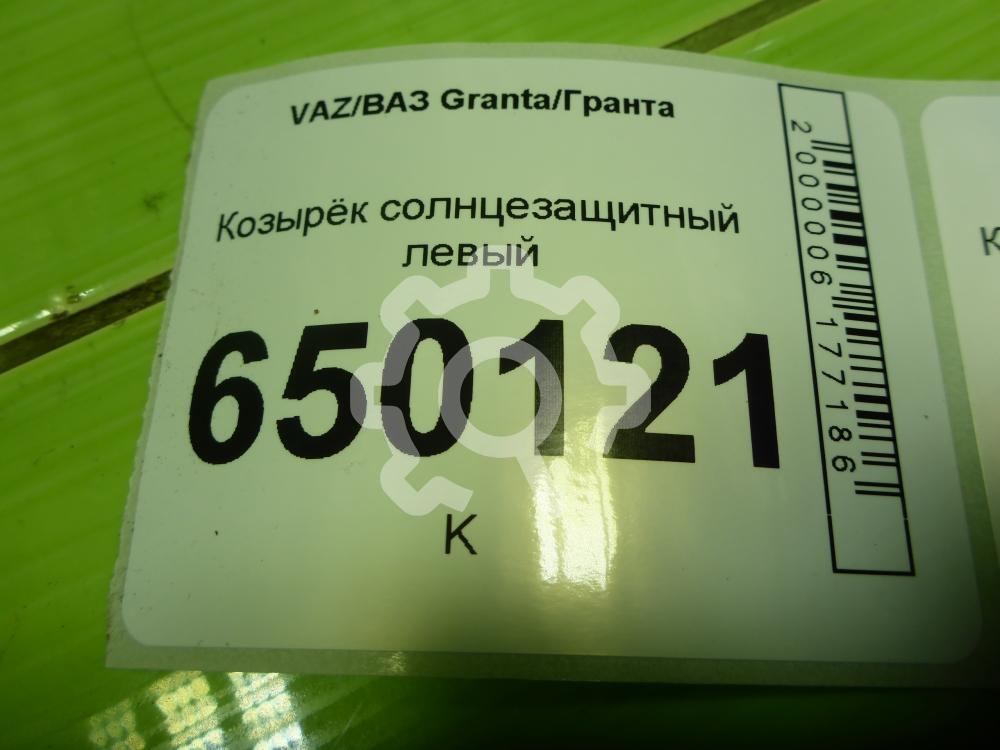 VAZ/ВАЗ Granta/Гранта
Козырёк солнцезащитный
левый
650121
К
2000006177186
К